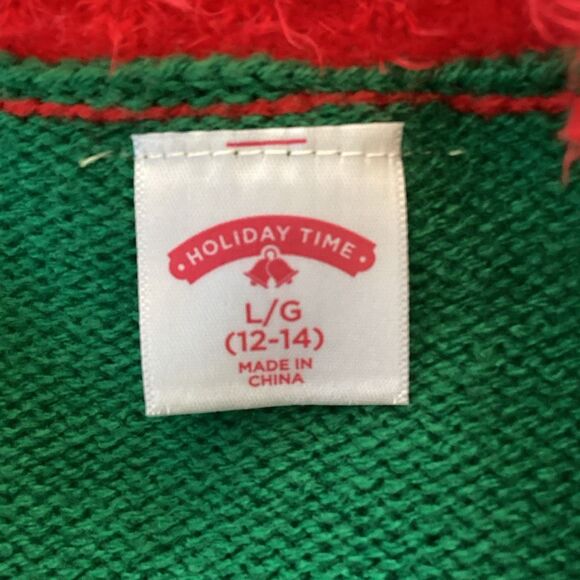 • HOLIDAY TIME •
L/G
(12-14)
MADE IN
CHINA